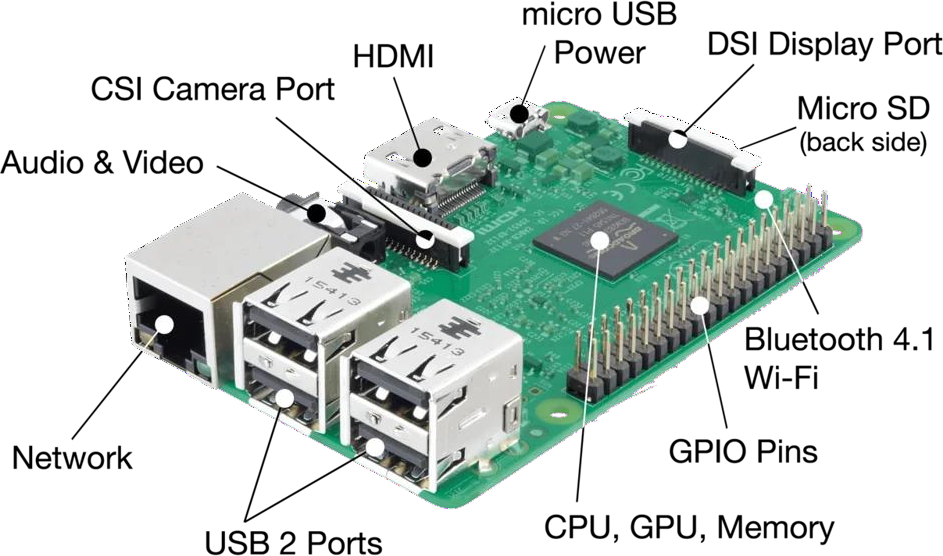 micro USB
Power
HDMI
DSI Display Port
CSI Camera Port
Micro SD
(back side)
Audio & Video
15413
15413
HDMI
Bluetooth 4.1
Wi-Fi
Network
GPIO Pins
USB 2 Ports
CPU, GPU, Memory